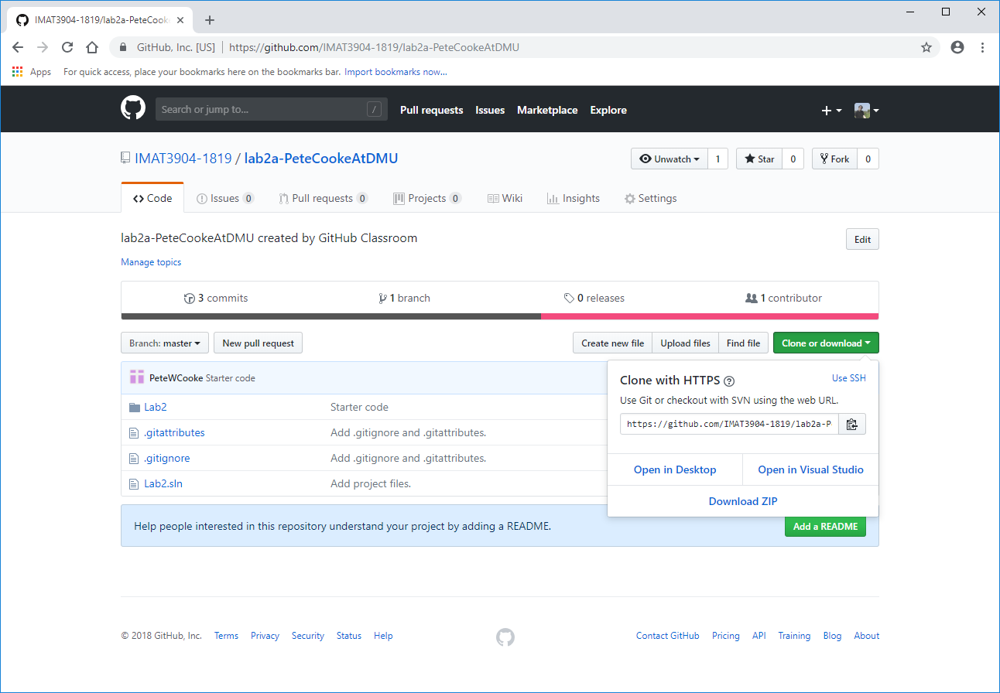 IMAT3904-1819/lab2a-PeteCook
GitHub, Inc. [US] https://github.com/IMAT3904-1819/lab2a-PeteCookeAtDMU
Apps For quick access, place your bookmarks here on the bookmarks bar. Import bookmarks now...
Search or jump to... / Pull requests Issues Marketplace Explore
IMAT3904-1819 / lab2a-PeteCookeAtDMU Unwatch 1 Star 0 Fork 0
Code Issues 0 Pull requests 0 Projects 0 Wiki Insights Settings
lab2a-PeteCookeAtDMU created by GitHub Classroom Edit
Manage topics
3 commits 1 branch 0 releases 1 contributor
Branch: master New pull request Create new file Upload files Find file Clone or download
PeteWCooke Starter code
Lab2 Starter code
.gitattributes Add .gitignore and .gitattributes.
.gitignore Add .gitignore and .gitattributes.
Lab2.sln Add project files.
Clone with HTTPS ? Use SSH
Use Git or checkout with SVN using the web URL.
https://github.com/IMAT3904-1819/lab2a-P
Open in Desktop Open in Visual Studio
Download ZIP
Help people interested in this repository understand your project by adding a README. Add a README
© 2018 GitHub, Inc. Terms Privacy Security Status Help Contact GitHub Pricing API Training Blog About